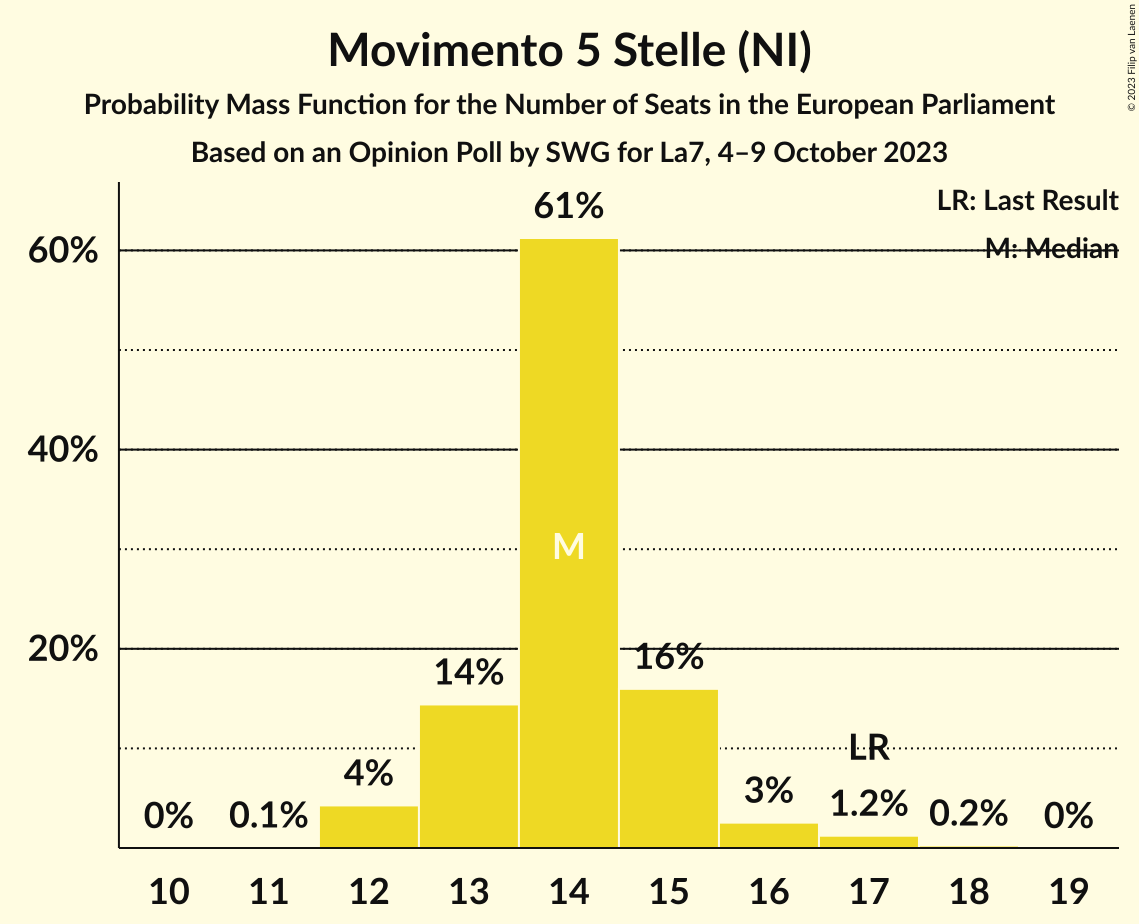 Movimento 5 Stelle (NI)
Probability Mass Function for the Number of Seats in the European Parliament
Based on an Opinion Poll by SWG for La7, 4–9 October 2023
© 2023 Filip van Laenen
LR: Last Result
M: Median
60%
40%
20%
0%
0.1%
4%
14%
61%
M
16%
3%
LR
1.2%
0.2%
0%
10 11 12 13 14 15 16 17 18 19